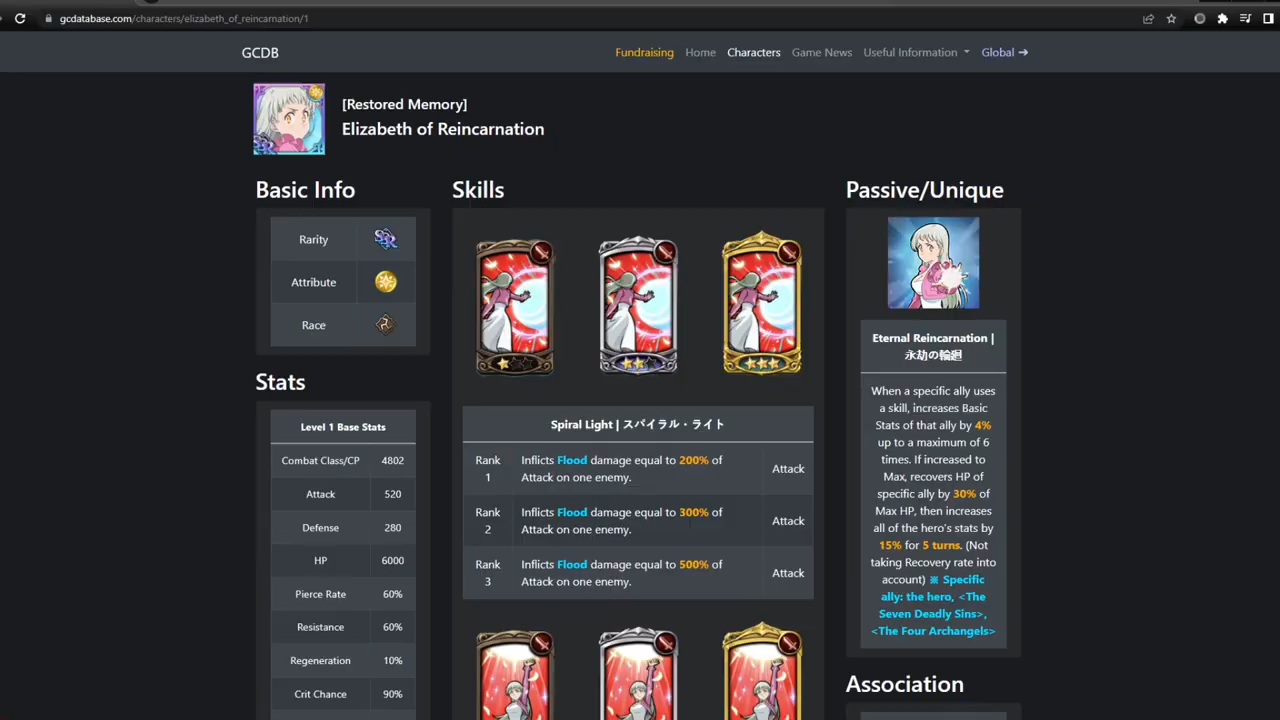 gcdatabase.com/characters/elizabeth_of_reincarnation/1
GCDB
Fundraising Home Characters Game News Useful Information Global ➔
[Restored Memory]
Elizabeth of Reincarnation
Basic Info
Rarity
Attribute
Race
Stats
Level 1 Base Stats
Combat Class/CP 4802
Attack 520
Defense 280
HP 6000
Pierce Rate 60%
Resistance 60%
Regeneration 10%
Crit Chance 90%
Skills
Spiral Light | スパイラル・ライト
Rank
1
Inflicts Flood damage equal to 200% of
Attack on one enemy.
Attack
Rank
2
Inflicts Flood damage equal to 300% of
Attack on one enemy.
Attack
Rank
3
Inflicts Flood damage equal to 500% of
Attack on one enemy.
Attack
Passive/Unique
Eternal Reincarnation |
永劫の輪廻
When a specific ally uses
a skill, increases Basic
Stats of that ally by 4%
up to a maximum of 6
times. If increased to
Max, recovers HP of
specific ally by 30% of
Max HP, then increases
all of the hero's stats by
15% for 5 turns. (Not
taking Recovery rate into
account) ※ Specific
ally: the hero, <The
Seven Deadly Sins>,
<The Four Archangels>
Association